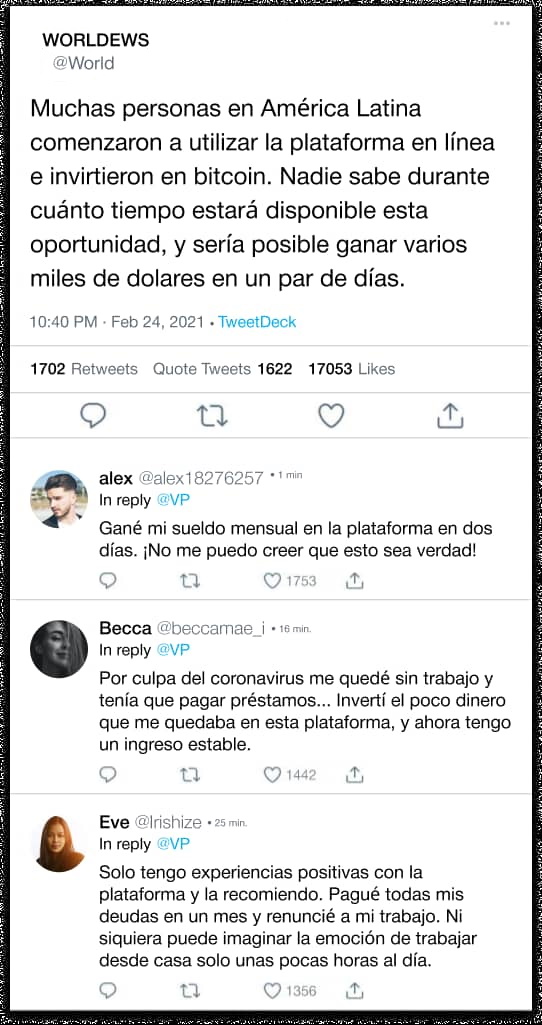 WORLDEWS
@World
Muchas personas en América Latina
comenzaron a utilizar la plataforma en línea
e invirtieron en bitcoin. Nadie sabe durante
cuánto tiempo estará disponible esta
oportunidad, y sería posible ganar varios
miles de dolares en un par de días.
10:40 PM · Feb 24, 2021 • TweetDeck
1702 Retweets Quote Tweets 1622 17053 Likes
alex @alex18276257 • 1 min
In reply @VP
Gané mi sueldo mensual en la plataforma en dos
días. ¡No me puedo creer que esto sea verdad!
1753
Becca @beccamae_i • 16 min.
In reply @VP
Por culpa del coronavirus me quedé sin trabajo y
tenía que pagar préstamos... Invertí el poco dinero
que me quedaba en esta plataforma, y ahora tengo
un ingreso estable.
1442
Eve @Irishize • 25 min.
In reply @VP
Solo tengo experiencias positivas con la
plataforma y la recomiendo. Pagué todas mis
deudas en un mes y renuncié a mi trabajo. Ni
siquiera puede imaginar la emoción de trabajar
desde casa solo unas pocas horas al día.
1356